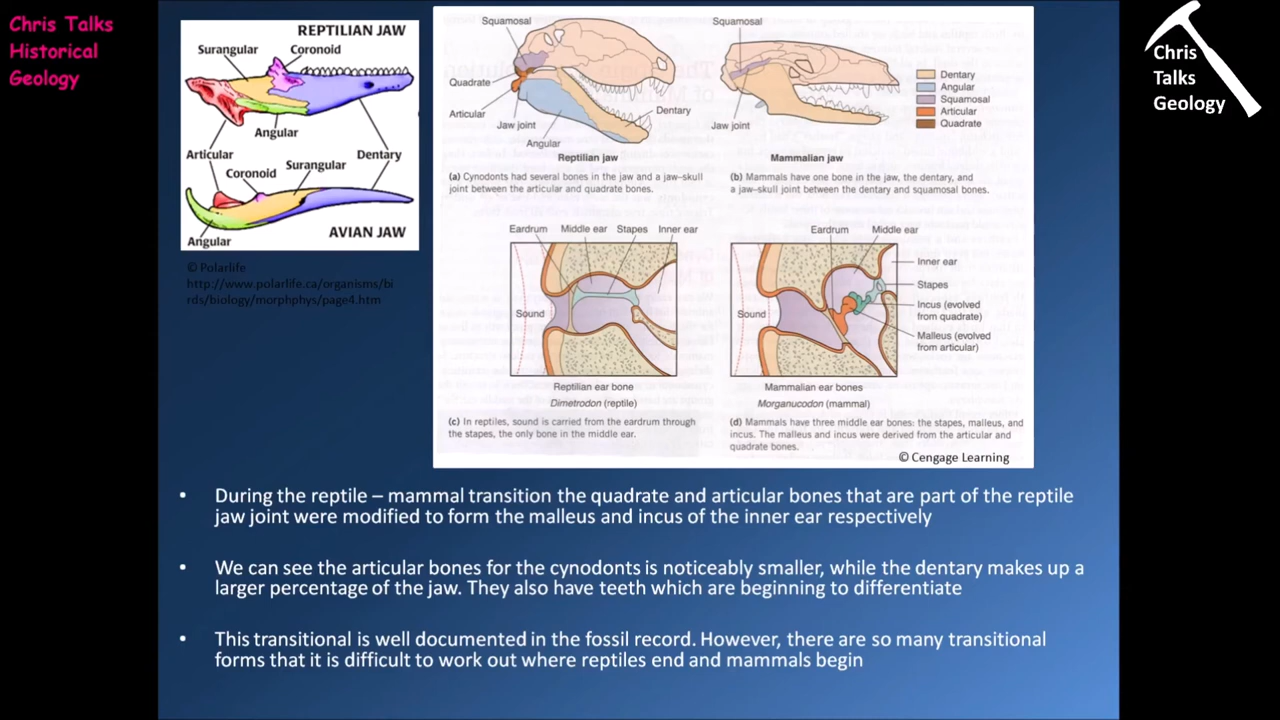 Chris Talks
Historical
Geology
REPTILIAN JAW
Surangular
Coronoid
Angular
Articular
Surangular
Dentary
Coronoid
Angular
AVIAN JAW
© Polarlife
http://www.polarlife.ca/organisms/bi
rds/biology/morphphys/page4.htm
Squamosal
Quadrate
Articular
Jaw joint
Angular
Dentary
Reptilian jaw
(a) Cynodonts had several bones in the jaw and a jaw–skull
joint between the articular and quadrate bones.
Squamosal
Jaw joint
Mammalian jaw
(b) Mammals have one bone in the jaw, the dentary, and
a jaw-skull joint between the dentary and squamosal bones.
Dentary
Angular
Squamosal
Articular
Quadrate
Eardrum
Middle ear
Stapes
Inner ear
Sound
Reptilian ear bone
Dimetrodon (reptile)
(c) In reptiles, sound is carried from the eardrum through
the stapes, the only bone in the middle ear.
Eardrum
Middle ear
Inner ear
Stapes
Incus (evolved
from quadrate)
Malleus (evolved
from articular)
Sound
Mammalian ear bones
Morganucodon (mammal)
(d) Mammals have three middle ear bones: the stapes, malleus, and
incus. The malleus and incus were derived from the articular and
quadrate bones.
© Cengage Learning
Chris
Talks
Geology
• During the reptile – mammal transition the quadrate and articular bones that are part of the reptile
jaw joint were modified to form the malleus and incus of the inner ear respectively
• We can see the articular bones for the cynodonts is noticeably smaller, while the dentary makes up a
larger percentage of the jaw. They also have teeth which are beginning to differentiate
• This transitional is well documented in the fossil record. However, there are so many transitional
forms that it is difficult to work out where reptiles end and mammals begin